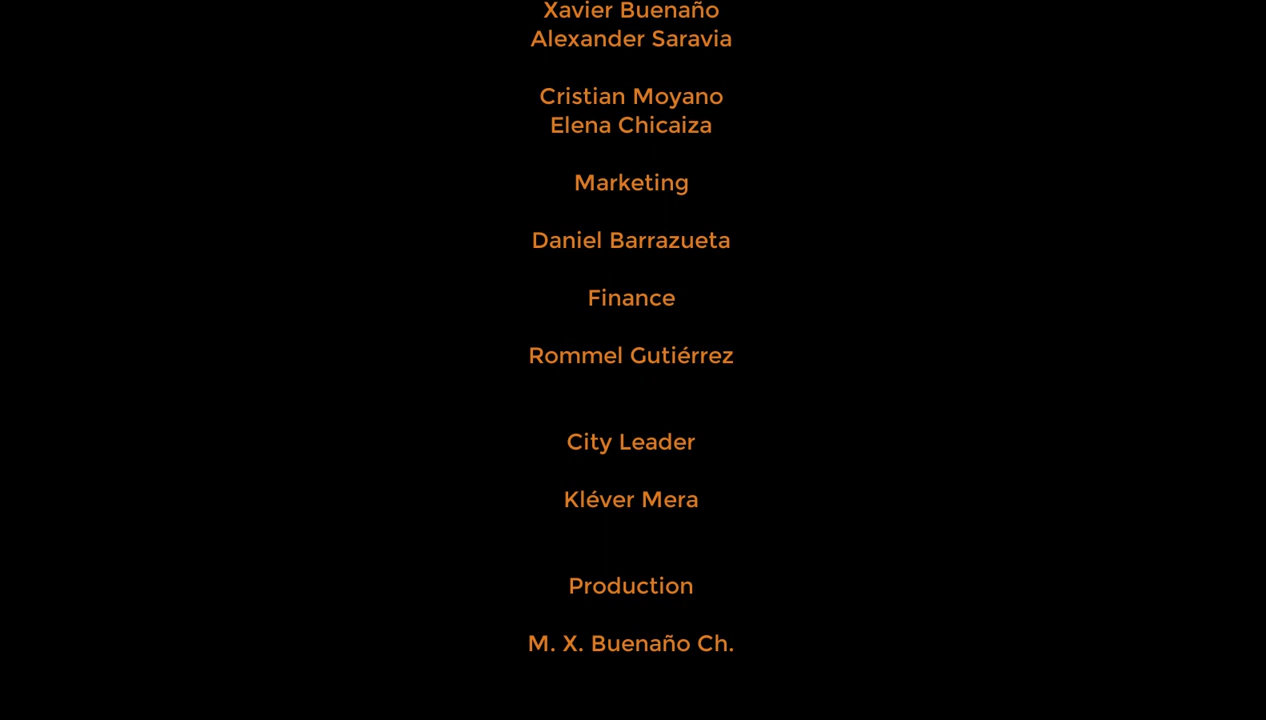 Xavier Buenaño
Alexander Saravia
Cristian Moyano
Elena Chicaiza
Marketing
Daniel Barrazueta
Finance
Rommel Gutiérrez
City Leader
Kléver Mera
Production
M. X. Buenaño Ch.